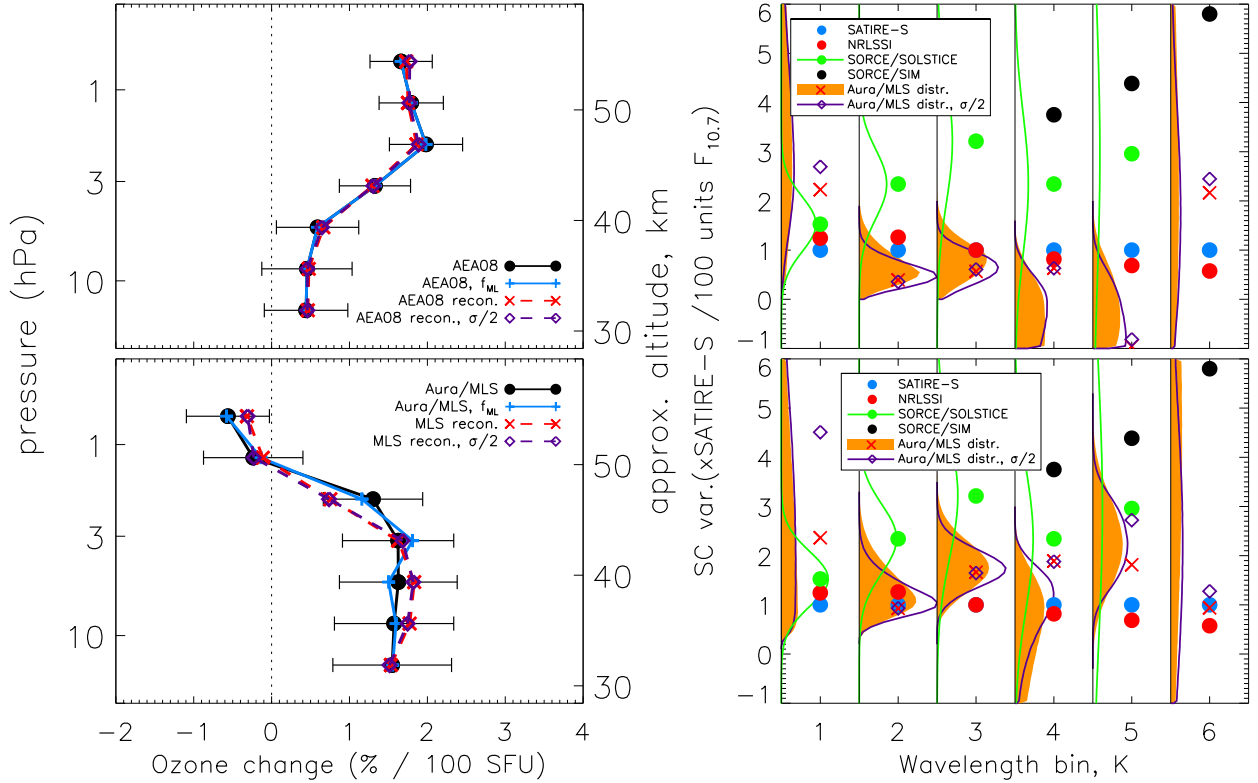 pressure (hPa)
1
3
10
1
3
10
AEA08
AEA08, fML
AEA08 recon.
AEA08 recon., σ/2
Aura/MLS
Aura/MLS, fML
MLS recon.
MLS recon., σ/2
50
40
30
50
40
30
approx. altitude, km
-2
-1
0
1
2
3
4
Ozone change (% / 100 SFU)
SC var.(xSATIRE-S /100 units F10.7)
6
5
4
3
2
1
0
-1
SATIRE-S
NRLSSI
SORCE/SOLSTICE
SORCE/SIM
Aura/MLS distr.
Aura/MLS distr., σ/2
6
5
4
3
2
1
0
-1
SATIRE-S
NRLSSI
SORCE/SOLSTICE
SORCE/SIM
Aura/MLS distr.
Aura/MLS distr., σ/2
1
2
3
4
5
6
Wavelength bin, K